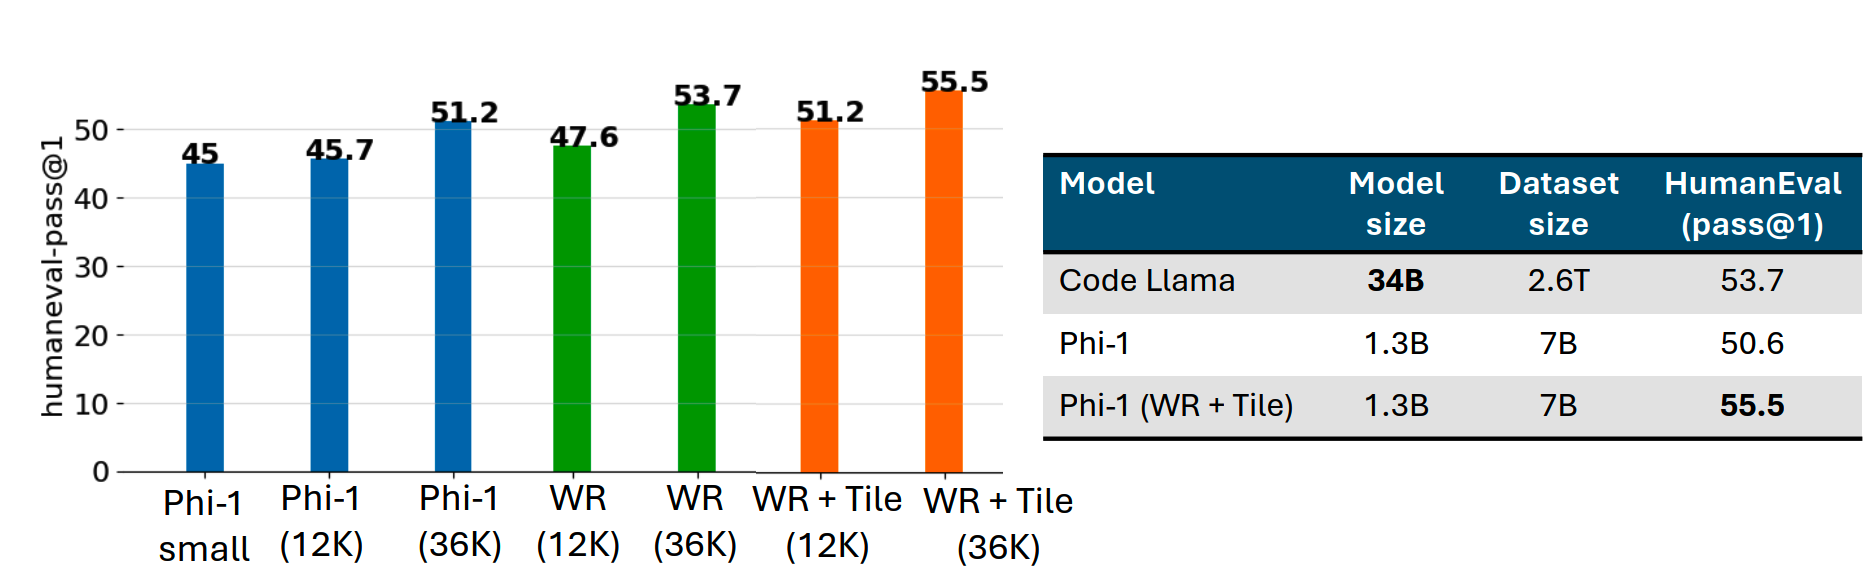 humaneval-pass@1
50
40
30
20
10
0
45
45.7
51.2
47.6
53.7
51.2
55.5
Phi-1 small
Phi-1 (12K)
Phi-1 (36K)
WR (12K)
WR (36K)
WR + Tile (12K)
WR + Tile (36K)
Model Model size Dataset size HumanEval (pass@1)
Code Llama 34B 2.6T 53.7
Phi-1 1.3B 7B 50.6
Phi-1 (WR + Tile) 1.3B 7B 55.5